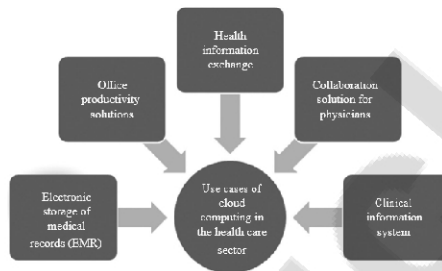 Health
information
exchange
Office
productivity
solutions
Collaboration
solution for
physicians
Electronic
storage of
medical
records (EMR)
Use cases of
cloud
computing in
the health care
sector
Clinical
information
system